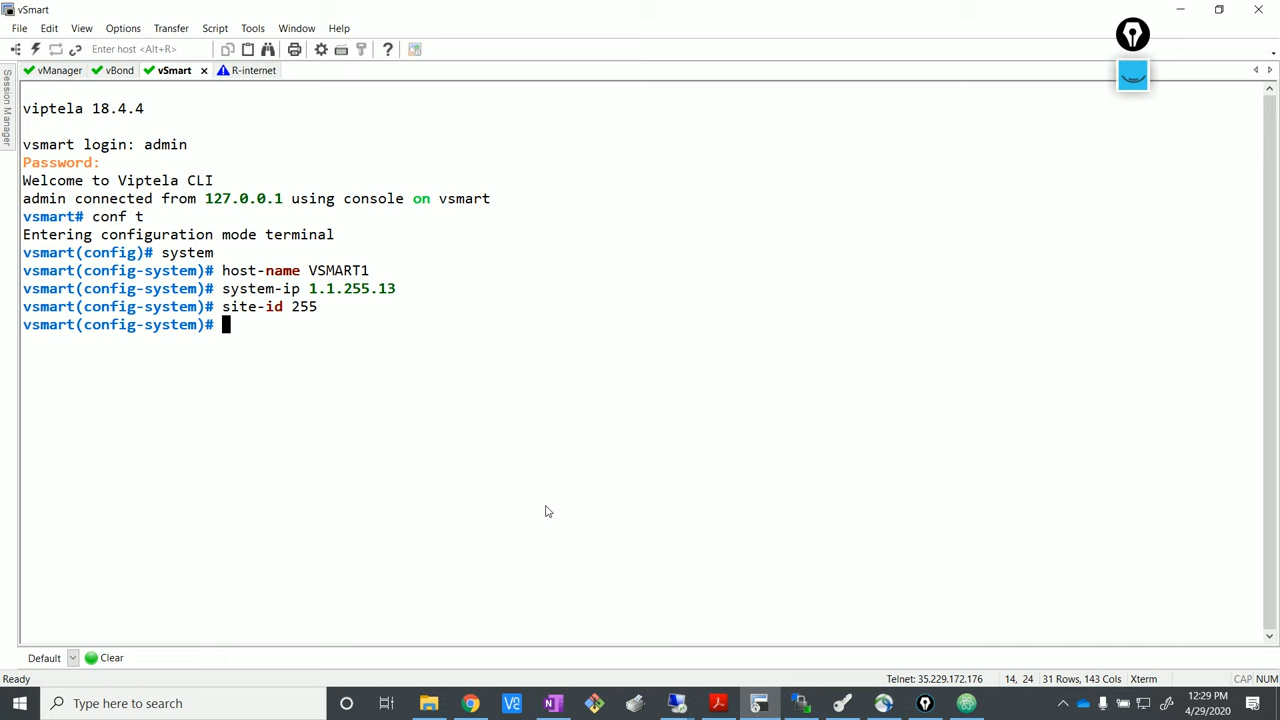 vSmart
File Edit View Options Transfer Script Tools Window Help
Enter host <Alt+R>
Session Manager
vManager vBond vSmart R-internet
viptela 18.4.4
vsmart login: admin
Password:
Welcome to Viptela CLI
admin connected from 127.0.0.1 using console on vsmart
vsmart# conf t
Entering configuration mode terminal
vsmart(config)# system
vsmart(config-system)# host-name VSMART1
vsmart(config-system)# system-ip 1.1.255.13
vsmart(config-system)# site-id 255
vsmart(config-system)#
Default Clear
Ready Telnet: 35.229.172.176 14, 24 31 Rows, 143 Cols Xterm CAP NUM
Type here to search
12:29 PM
4/29/2020